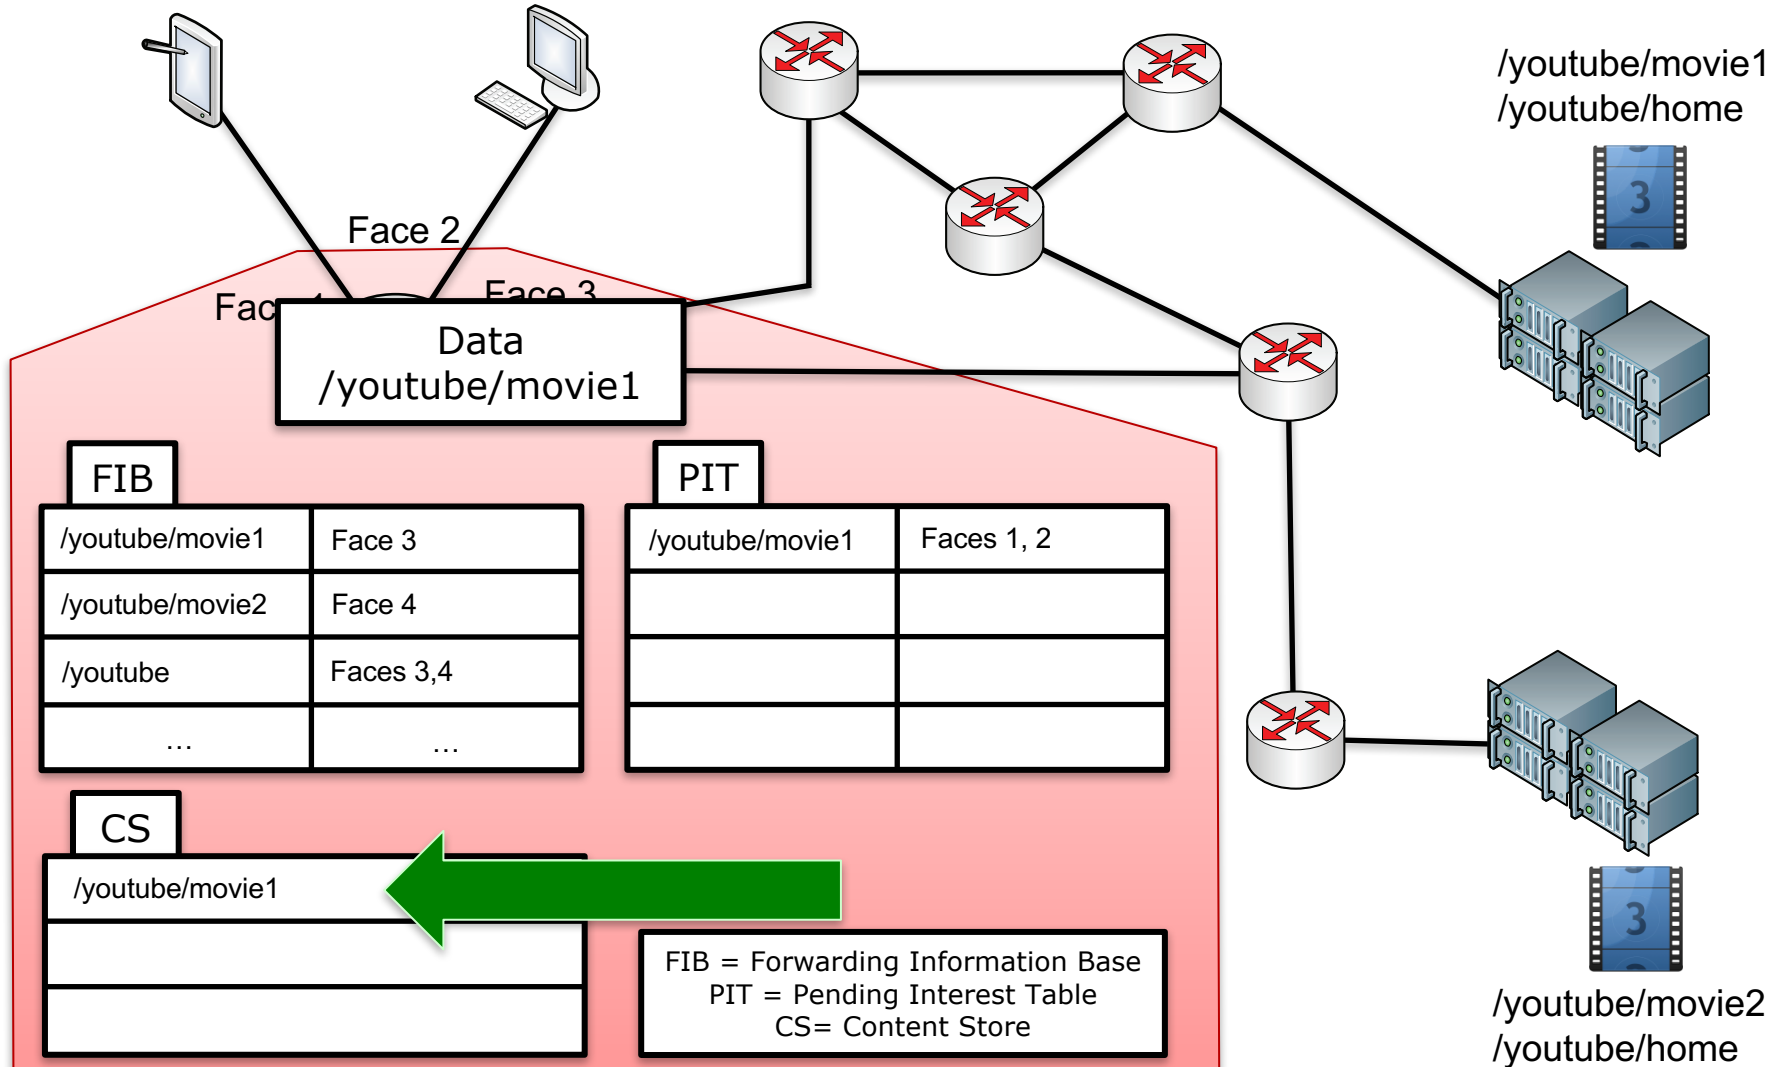 /youtube/movie1
/youtube/home
3
Face 2
Face 3
Data
/youtube/movie1
FIB
/youtube/movie1 Face 3
/youtube/movie2 Face 4
/youtube Faces 3,4
... ...
PIT
/youtube/movie1 Faces 1, 2
CS
/youtube/movie1
FIB = Forwarding Information Base
PIT = Pending Interest Table
CS= Content Store
3
/youtube/movie2
/youtube/home